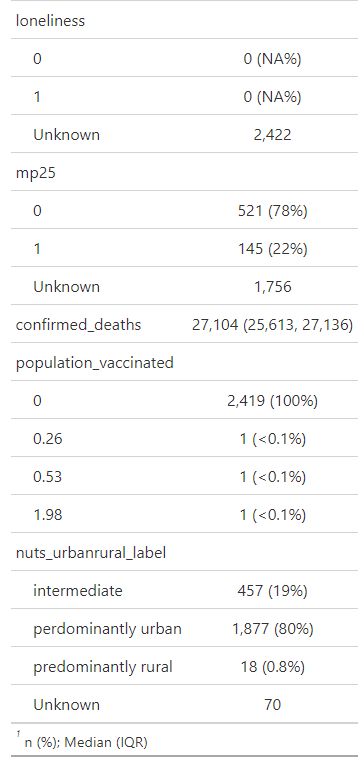 loneliness
0 0 (NA%)
1 0 (NA%)
Unknown 2,422
mp25
0 521 (78%)
1 145 (22%)
Unknown 1,756
confirmed_deaths 27,104 (25,613, 27,136)
population_vaccinated
0 2,419 (100%)
0.26 1 (<0.1%)
0.53 1 (<0.1%)
1.98 1 (<0.1%)
nuts_urbanrural_label
intermediate 457 (19%)
perdominantly urban 1,877 (80%)
predominantly rural 18 (0.8%)
Unknown 70
1 n (%); Median (IQR)